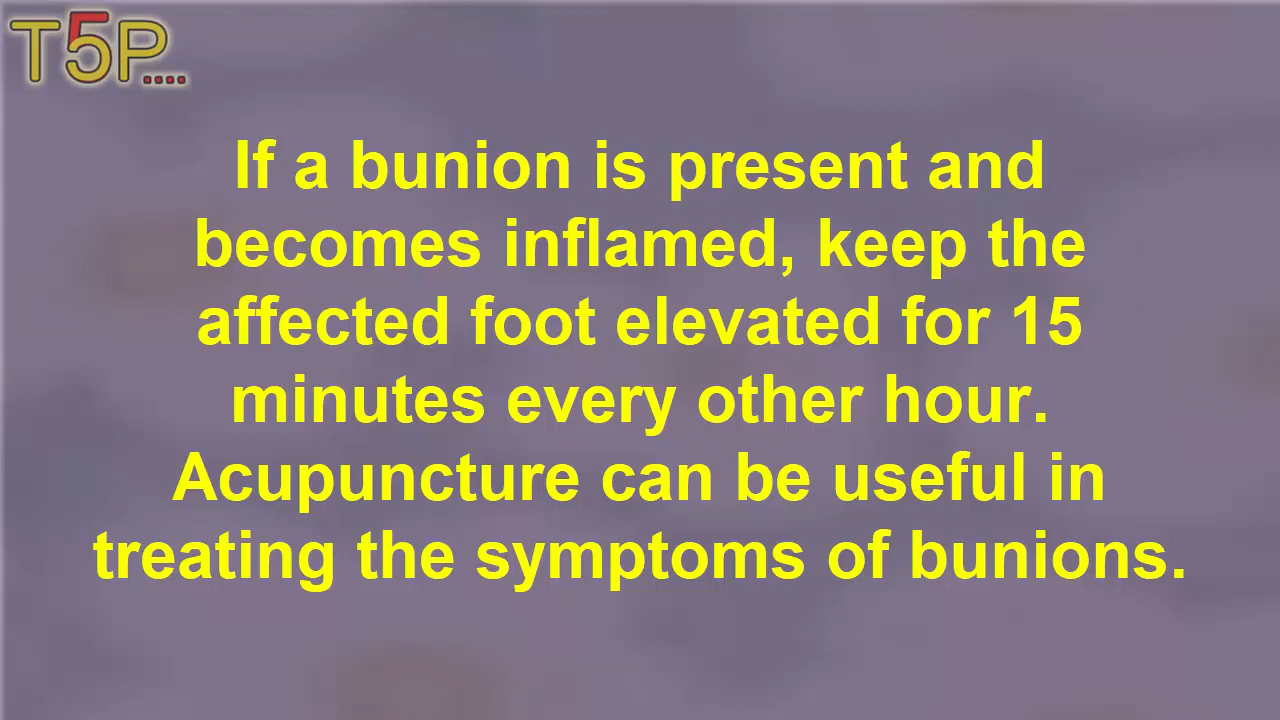 T5P....
If a bunion is present and
becomes inflamed, keep the
affected foot elevated for 15
minutes every other hour.
Acupuncture can be useful in
treating the symptoms of bunions.